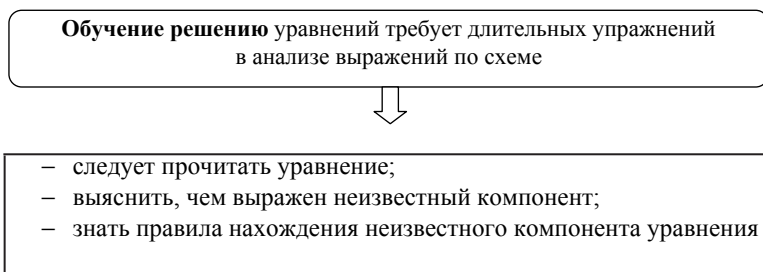 Обучение решению уравнений требует длительных упражнений
в анализе выражений по схеме
– следует прочитать уравнение;
– выяснить, чем выражен неизвестный компонент;
– знать правила нахождения неизвестного компонента уравнения